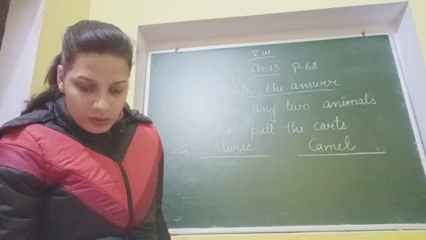 Ch-13 P-68
the answer
any two animals
pull the carts
Horse Camel